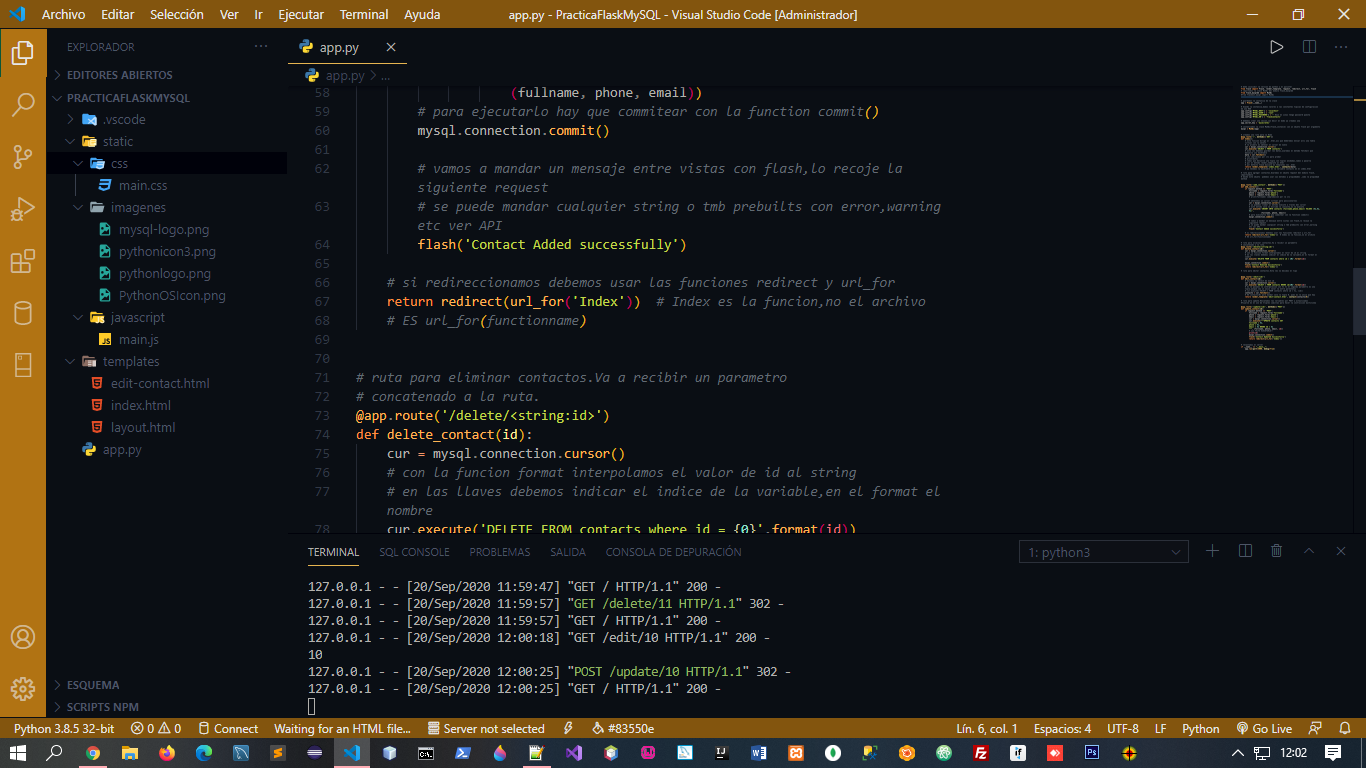 Archivo Editar Selección Ver Ir Ejecutar Terminal Ayuda
app.py - PracticaFlaskMySQL - Visual Studio Code [Administrador]
EXPLORADOR
EDITORES ABIERTOS
PRACTICAFLASKMYSQL
.vscode
static
css
main.css
imagenes
mysql-logo.png
pythonicon3.png
pythonlogo.png
PythonOSIcon.png
javascript
main.js
templates
edit-contact.html
index.html
layout.html
app.py
ESQUEMA
SCRIPTS NPM
app.py
app.py > ...
58 (fullname, phone, email))
59 # para ejecutarlo hay que commitear con la function commit()
60 mysql.connection.commit()
61
62 # vamos a mandar un mensaje entre vistas con flash,lo recoje la
siguiente request
63 # se puede mandar cualquier string o tmb prebuilts con error,warning
etc ver API
64 flash('Contact Added successfully')
65
66 # si redireccionamos debemos usar las funciones redirect y url_for
67 return redirect(url_for('Index')) # Index es la funcion,no el archivo
68 # ES url_for(functionname)
69
70
71 # ruta para eliminar contactos.Va a recibir un parametro
72 # concatenado a la ruta.
73 @app.route('/delete/<string:id>')
74 def delete_contact(id):
75 cur = mysql.connection.cursor()
76 # con la funcion format interpolamos el valor de id al string
77 # en las llaves debemos indicar el indice de la variable,en el format el
nombre
78 cur.execute('DELETE FROM contacts where id = {0}'.format(id))
TERMINAL SQL CONSOLE PROBLEMAS SALIDA CONSOLA DE DEPURACIÓN
1: python3
127.0.0.1 - - [20/Sep/2020 11:59:47] "GET / HTTP/1.1" 200 -
127.0.0.1 - - [20/Sep/2020 11:59:57] "GET /delete/11 HTTP/1.1" 302 -
127.0.0.1 - - [20/Sep/2020 11:59:57] "GET / HTTP/1.1" 200 -
127.0.0.1 - - [20/Sep/2020 12:00:18] "GET /edit/10 HTTP/1.1" 200 -
10
127.0.0.1 - - [20/Sep/2020 12:00:25] "POST /update/10 HTTP/1.1" 302 -
127.0.0.1 - - [20/Sep/2020 12:00:25] "GET / HTTP/1.1" 200 -
Python 3.8.5 32-bit 0 0 Connect Waiting for an HTML file... Server not selected #83550e Lín. 6, col. 1 Espacios: 4 UTF-8 LF Python Go Live
12:02